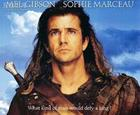 MEL GIBSON SOPHIE MARCEAU
What kind of man would defy a king?